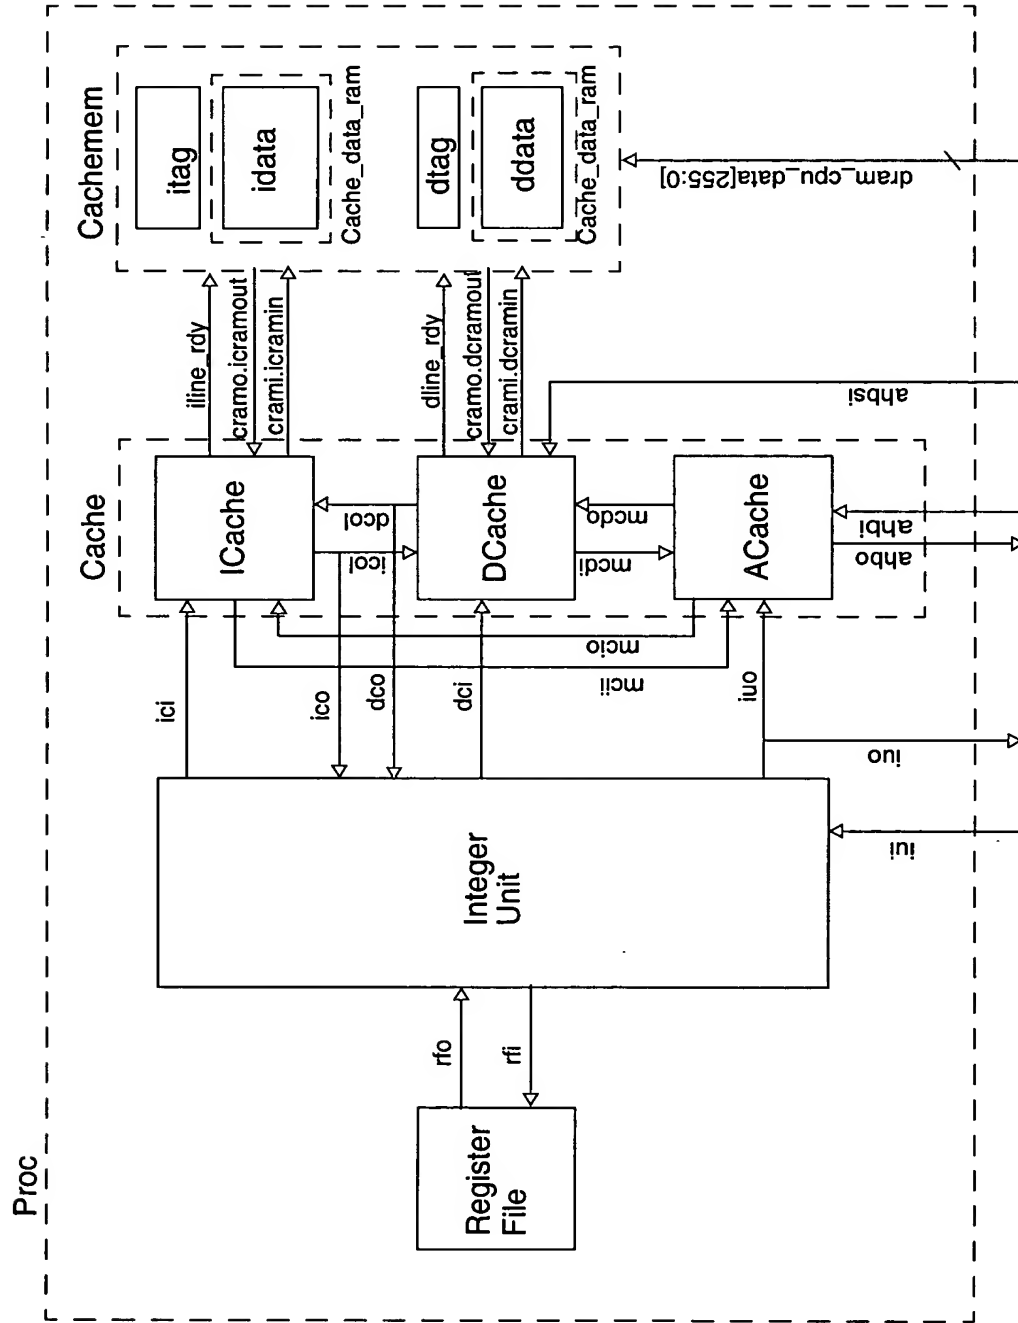 Proc
Register
File
rfo
rfi
Integer
Unit
iui
iuo
ici
ico
dco
dci
iuo
mcii
mcio
Cache
ICache
icol
dcol
DCache
mcdi
mcdo
ACache
ahbo
ahbi
ahbsi
iline_rdy
cramo.icramout
crami.icramin
dline_rdy
cramo.dcramout
crami.dcramin
Cachemem
itag
idata
Cache_data_ram
dtag
ddata
Cache_data_ram
dram_cpu_data[255:0]